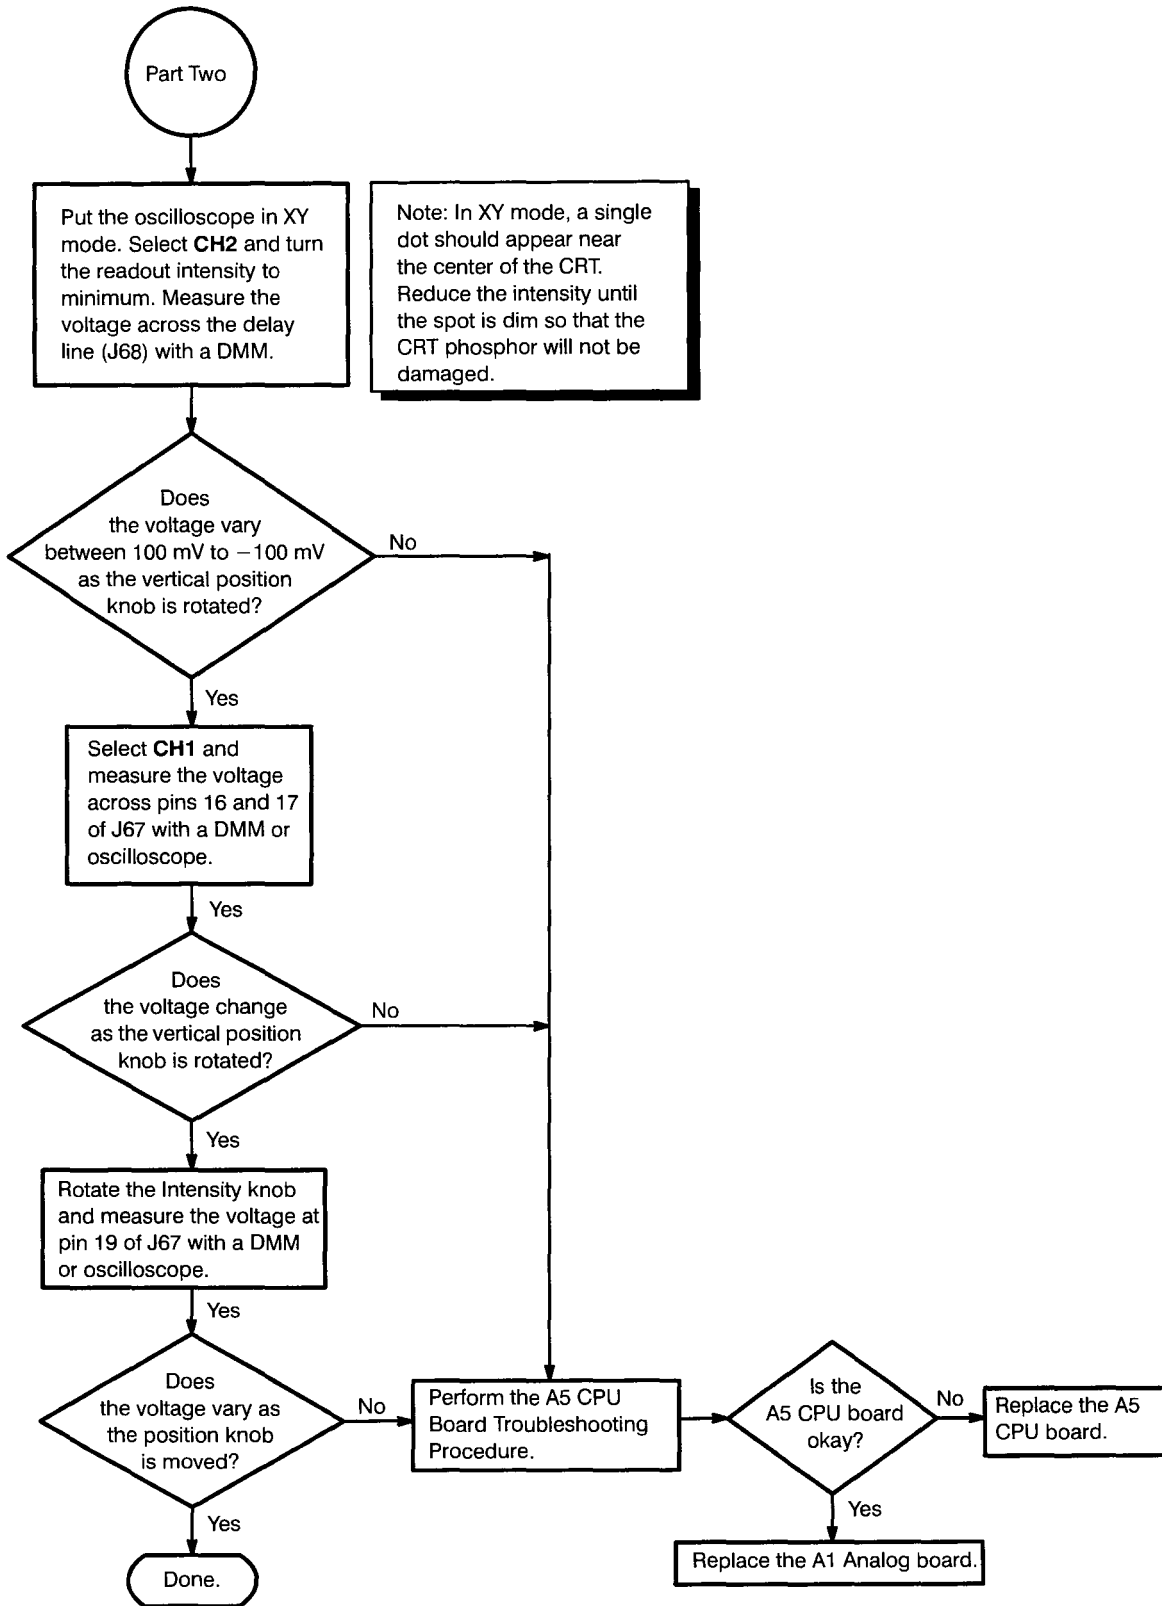 Part Two
Put the oscilloscope in XY
mode. Select CH2 and turn
the readout intensity to
minimum. Measure the
voltage across the delay
line (J68) with a DMM.
Note: In XY mode, a single
dot should appear near
the center of the CRT.
Reduce the intensity until
the spot is dim so that the
CRT phosphor will not be
damaged.
Does
the voltage vary
between 100 mV to −100 mV
as the vertical position
knob is rotated?
No
Yes
Select CH1 and
measure the voltage
across pins 16 and 17
of J67 with a DMM or
oscilloscope.
Yes
Does
the voltage change
as the vertical position
knob is rotated?
No
Yes
Rotate the Intensity knob
and measure the voltage at
pin 19 of J67 with a DMM
or oscilloscope.
Yes
Does
the voltage vary as
the position knob
is moved?
No
Perform the A5 CPU
Board Troubleshooting
Procedure.
Is the
A5 CPU board
okay?
No
Replace the A5
CPU board.
Yes
Replace the A1 Analog board.
Yes
Done.